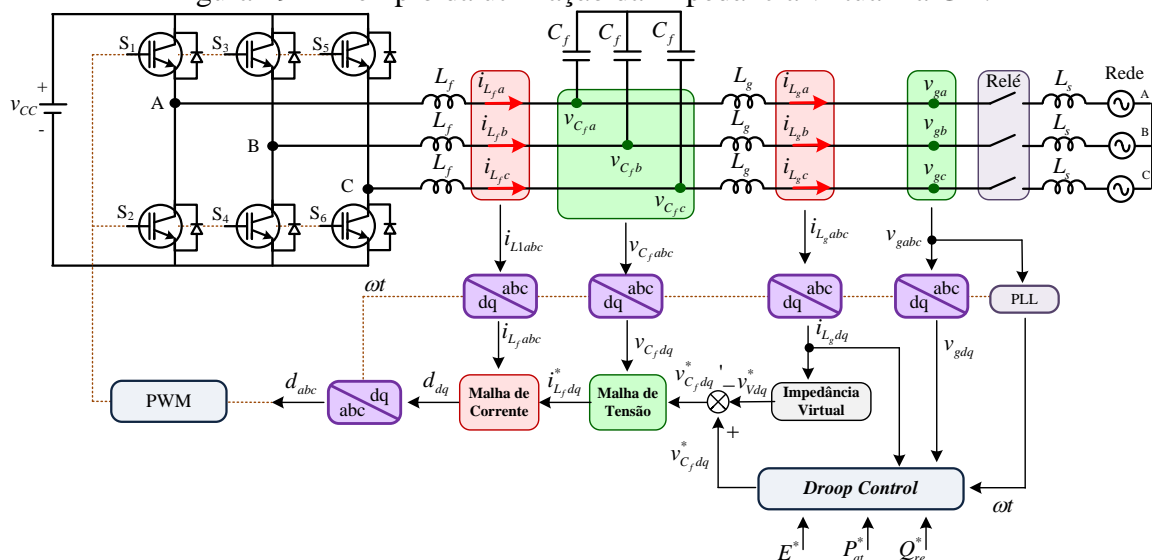 S1 S3 S5
Cf Cf Cf
+
vCC
-
A
B
C
Lf iLfa
Lf iLfb
Lf iLfc
vCfa
vCfb
vCfc
Lg iLga
Lg iLgb
Lg iLgc
vga
vgb
vgc
Relé
Ls
Ls
Ls
Rede
A
B
C
S2 S4 S6
iL1abc
vCfabc
iLgabc
vgabc
ωt
abc
dq
abc
dq
abc
dq
abc
dq
PLL
iLfabc
vCfdq
iLgdq
vgdq
PWM
dabc
dq
abc
ddq
Malha de
Corrente
i*Lfdq
Malha de
Tensão
v*Cfdq'
–
v*Vdq
Impedância
Virtual
+
v*Cfdq
Droop Control
ωt
E* P*at Q*re